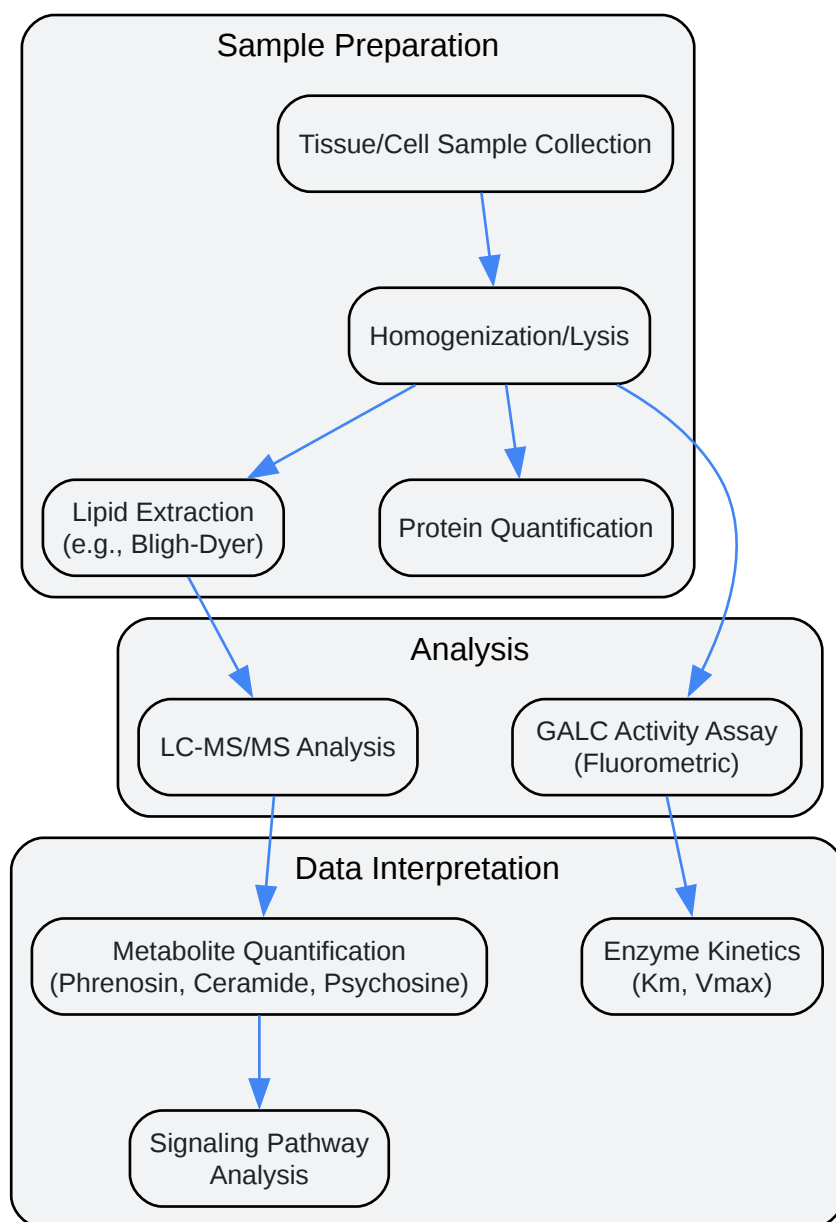 Sample Preparation
Tissue/Cell Sample Collection
Homogenization/Lysis
Lipid Extraction
(e.g., Bligh-Dyer)
Protein Quantification
Analysis
LC-MS/MS Analysis
GALC Activity Assay
(Fluorometric)
Data Interpretation
Metabolite Quantification
(Phrenosin, Ceramide, Psychosine)
Enzyme Kinetics
(Km, Vmax)
Signaling Pathway
Analysis